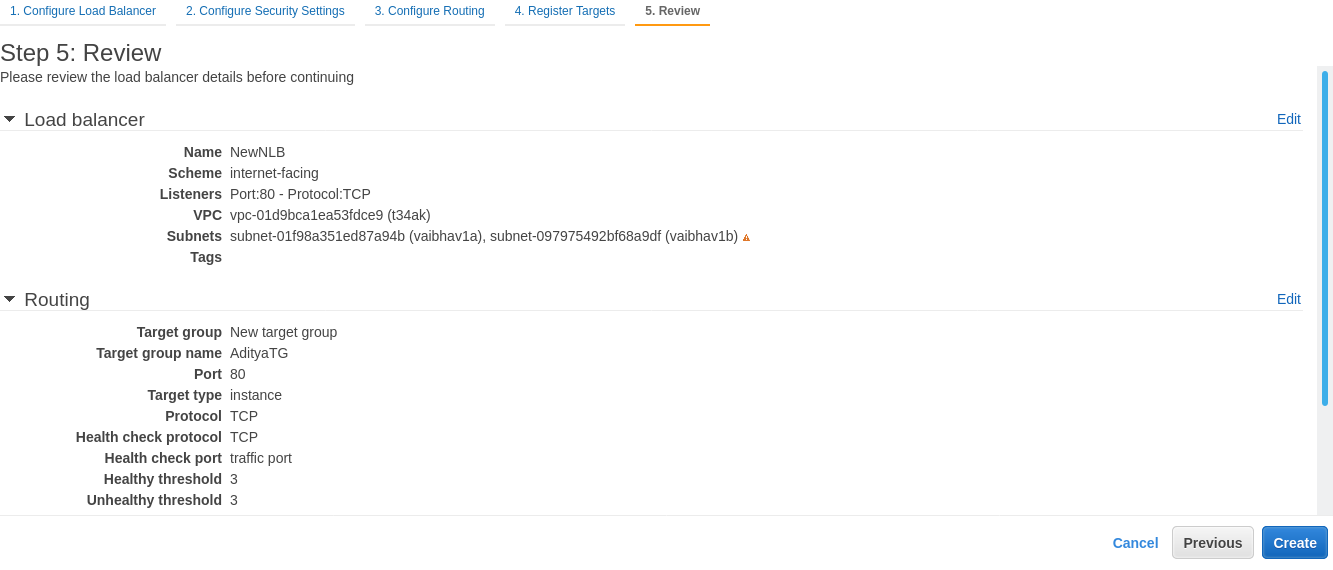 1. Configure Load Balancer 2. Configure Security Settings 3. Configure Routing 4. Register Targets 5. Review
Step 5: Review
Please review the load balancer details before continuing
Load balancer Edit
Name NewNLB
Scheme internet-facing
Listeners Port:80 - Protocol:TCP
VPC vpc-01d9bca1ea53fdce9 (t34ak)
Subnets subnet-01f98a351ed87a94b (vaibhav1a), subnet-097975492bf68a9df (vaibhav1b)
Tags
Routing Edit
Target group New target group
Target group name AdityaTG
Port 80
Target type instance
Protocol TCP
Health check protocol TCP
Health check port traffic port
Healthy threshold 3
Unhealthy threshold 3
Cancel Previous Create